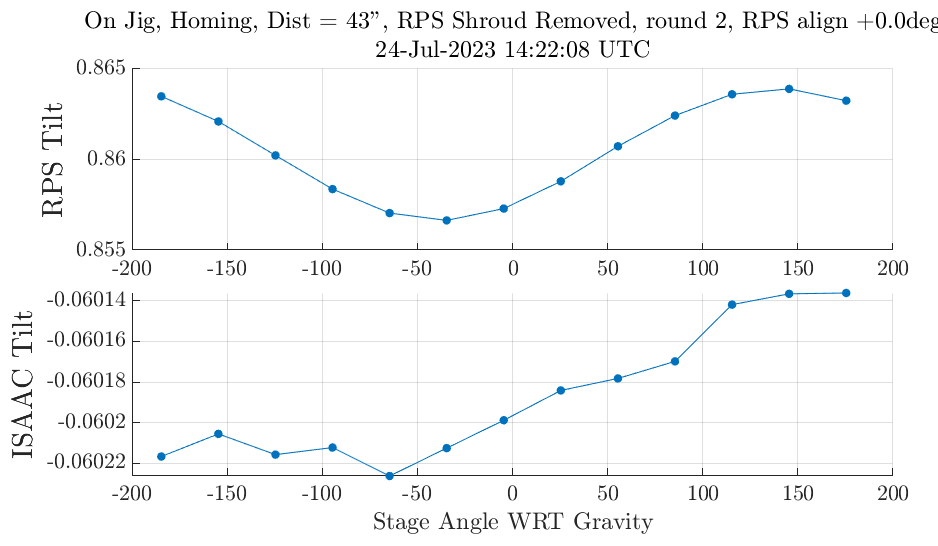 On Jig, Homing, Dist = 43", RPS Shroud Removed, round 2, RPS align +0.0deg
24-Jul-2023 14:22:08 UTC
0.865
0.86
0.855
RPS Tilt
-200 -150 -100 -50 0 50 100 150 200
-0.06014
-0.06016
-0.06018
-0.0602
-0.06022
ISAAC Tilt
-200 -150 -100 -50 0 50 100 150 200
Stage Angle WRT Gravity